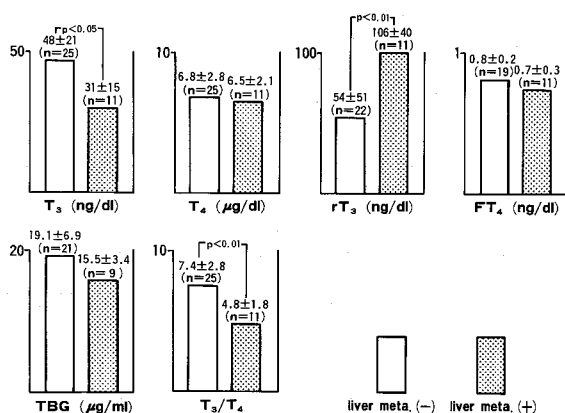 50
p<0.05
48±21
(n=25)
31±15
(n=11)
T₃ (ng/dl)
10
6.8±2.8
(n=25)
6.5±2.1
(n=11)
T₄ (μg/dl)
100
p<0.01
54±51
(n=22)
106±40
(n=11)
rT₃ (ng/dl)
1
0.8±0.2
(n=19)
0.7±0.3
(n=11)
FT₄ (ng/dl)
20
19.1±6.9
(n=21)
15.5±3.4
(n=9)
TBG (μg/ml)
10
p<0.01
7.4±2.8
(n=25)
4.8±1.8
(n=11)
T₃/T₄
liver meta. (−)
liver meta. (+)